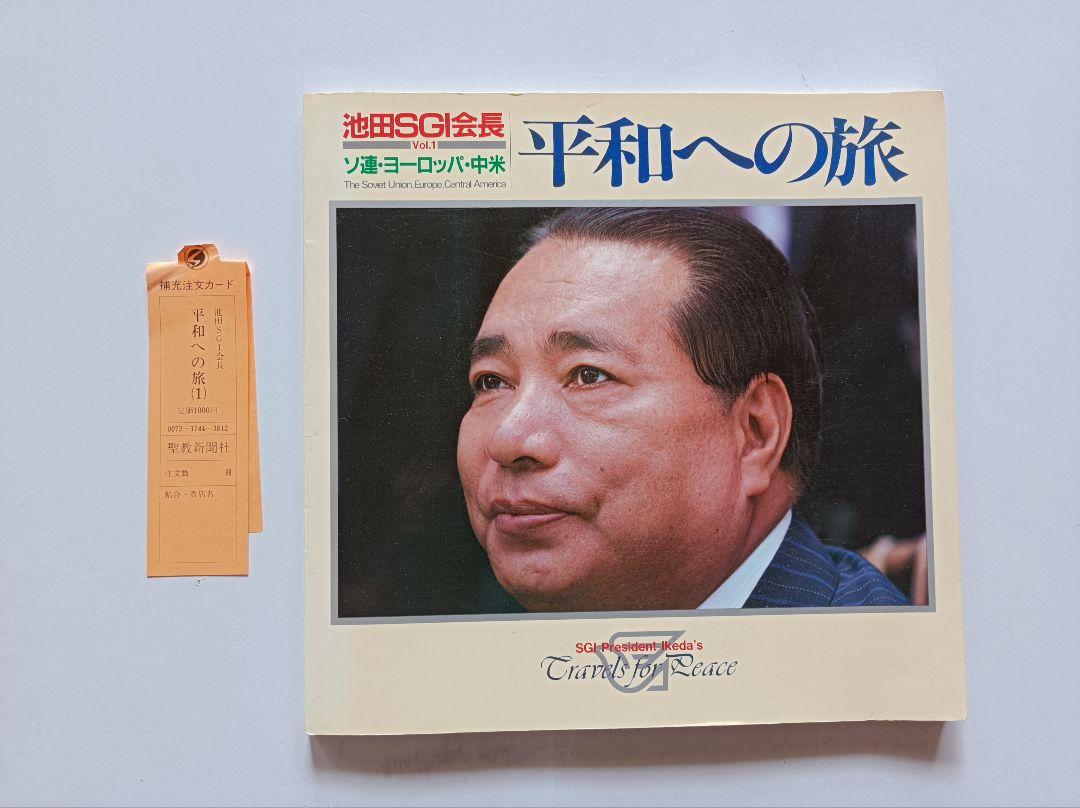 池田SGI会長
Vol.1
ソ連・ヨーロッパ・中米
The Soviet Union, Europe, Central America
平和への旅
SGI President Ikeda's
Travels for Peace
補充注文カード
池田SGI会長
平和への旅(1)
定価1000円
0072―1744―3812
聖教新聞社
注文数 冊
帖合・貴店名